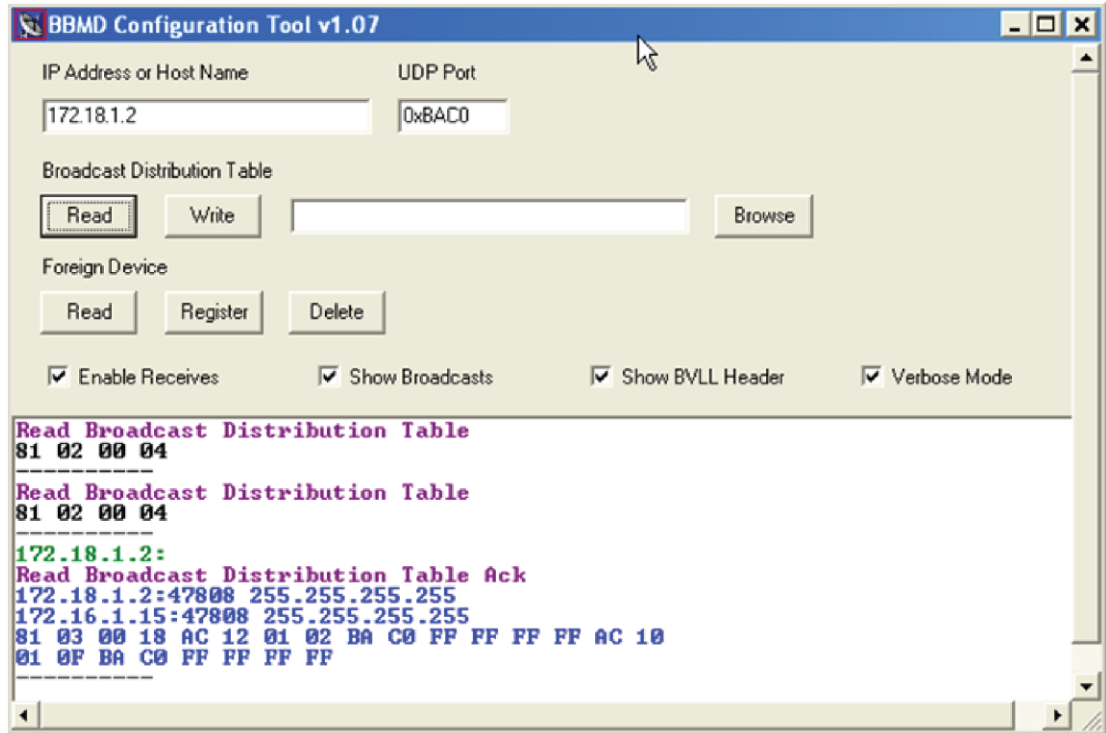 BBMD Configuration Tool v1.07
IP Address or Host Name UDP Port
172.18.1.2 0xBAC0
Broadcast Distribution Table
Read Write Browse
Foreign Device
Read Register Delete
Enable Receives Show Broadcasts Show BVLL Header Verbose Mode
Read Broadcast Distribution Table
81 02 00 04
----------
Read Broadcast Distribution Table
81 02 00 04
----------
172.18.1.2:
Read Broadcast Distribution Table Ack
172.18.1.2:47808 255.255.255.255
172.16.1.15:47808 255.255.255.255
81 03 00 18 AC 12 01 02 BA C0 FF FF FF FF AC 10
01 0F BA C0 FF FF FF FF
----------